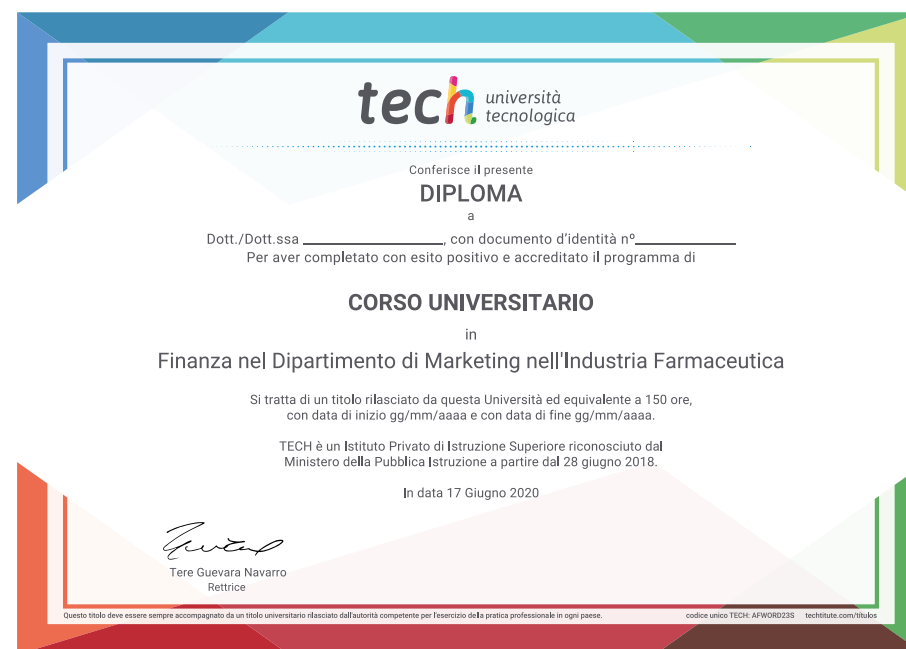 tech università
tecnologica
Conferisce il presente
DIPLOMA
a
Dott./Dott.ssa ____________________, con documento d'identità nº______________
Per aver completato con esito positivo e accreditato il programma di
CORSO UNIVERSITARIO
in
Finanza nel Dipartimento di Marketing nell'Industria Farmaceutica
Si tratta di un titolo rilasciato da questa Università ed equivalente a 150 ore,
con data di inizio gg/mm/aaaa e con data di fine gg/mm/aaaa.
TECH è un Istituto Privato di Istruzione Superiore riconosciuto dal
Ministero della Pubblica Istruzione a partire dal 28 giugno 2018.
In data 17 Giugno 2020
Tere Guevara Navarro
Rettrice
Questo titolo deve essere sempre accompagnato da un titolo universitario rilasciato dall'autorità competente per l'esercizio della pratica professionale in ogni paese. codice unico TECH: AFWORD23S techtitute.com/titulos